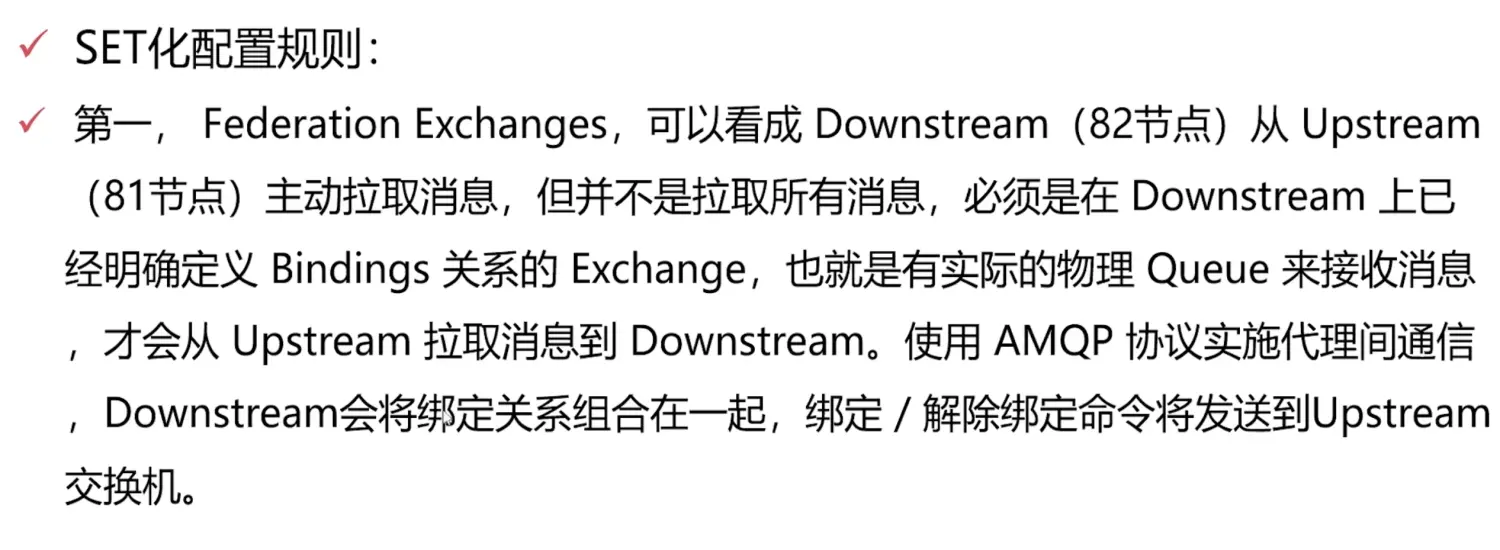 ✓ SET化配置规则：
✓ 第一， Federation Exchanges，可以看成 Downstream（82节点）从 Upstream
（81节点）主动拉取消息，但并不是拉取所有消息，必须是在 Downstream 上已
经明确定义 Bindings 关系的 Exchange，也就是有实际的物理 Queue 来接收消息
，才会从 Upstream 拉取消息到 Downstream。使用 AMQP 协议实施代理间通信
，Downstream会将绑定关系组合在一起，绑定 / 解除绑定命令将发送到Upstream
交换机。